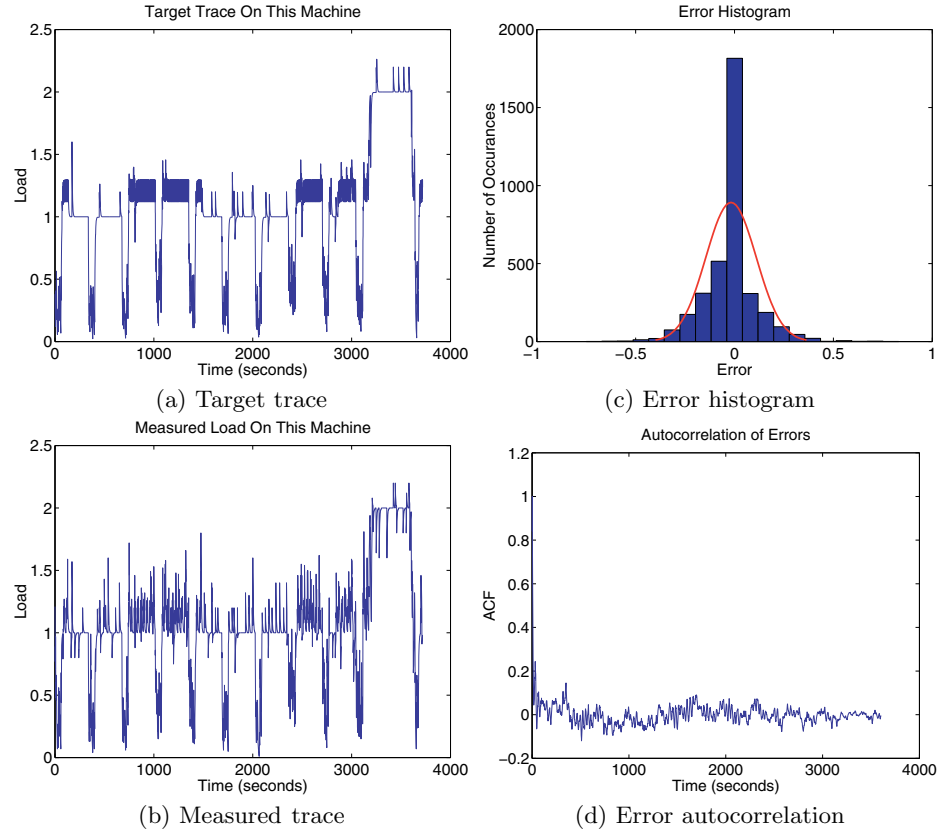 Target Trace On This Machine
2.5
2
1.5
1
0.5
0
Load
0 1000 2000 3000 4000
Time (seconds)
(a) Target trace
Error Histogram
2000
1500
1000
500
0
Number of Occurances
−1 −0.5 0 0.5 1
Error
(c) Error histogram
Measured Load On This Machine
2.5
2
1.5
1
0.5
0
Load
0 1000 2000 3000 4000
Time (seconds)
(b) Measured trace
Autocorrelation of Errors
1.2
1
0.8
0.6
0.4
0.2
0
−0.2
ACF
0 1000 2000 3000 4000
Time (seconds)
(d) Error autocorrelation